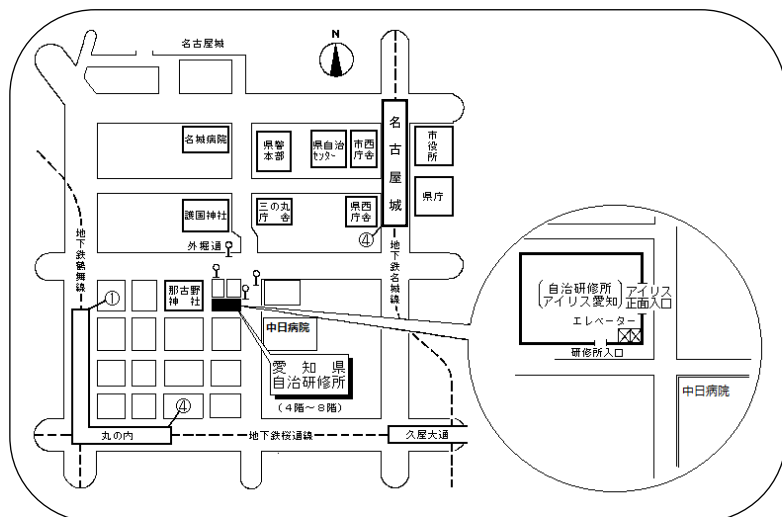 名古屋城
N
名城病院
県警
本部
県自治
センター
市西
庁舎
名古屋城
市役所
県庁
護国神社
三の丸
庁舎
県西
庁舎
④
外堀通
地下鉄鶴舞線
地下鉄名城線
①
那古野
神社
中日病院
愛知県
自治研修所
(4階~8階)
④
丸の内
地下鉄桜通線
久屋大通
自治研修所
アイリス愛知
アイリス
正面入口
エレベーター
研修所入口
中日病院